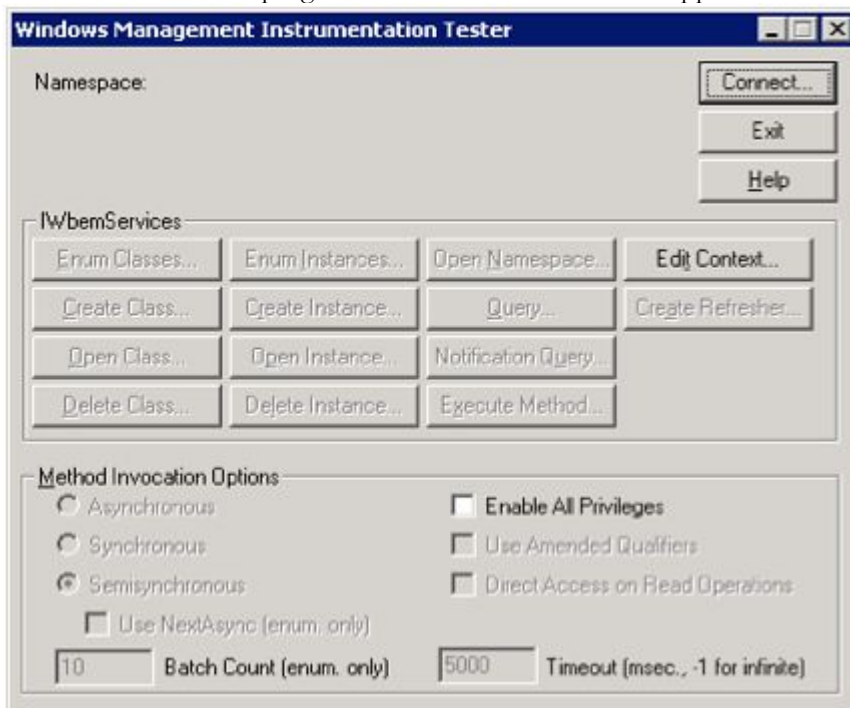 Windows Management Instrumentation Tester
Namespace:
Connect...
Exit
Help
IWbemServices
Enum Classes... Enum Instances... Open Namespace... Edit Context...
Create Class... Create Instance... Query... Create Refresher...
Open Class... Open Instance... Notification Query...
Delete Class... Delete Instance... Execute Method...
Method Invocation Options
Asynchronous Enable All Privileges
Synchronous Use Amended Qualifiers
Semisynchronous Direct Access on Read Operations
Use NextAsync (enum. only)
10 Batch Count (enum. only) 5000 Timeout (msec., -1 for infinite)